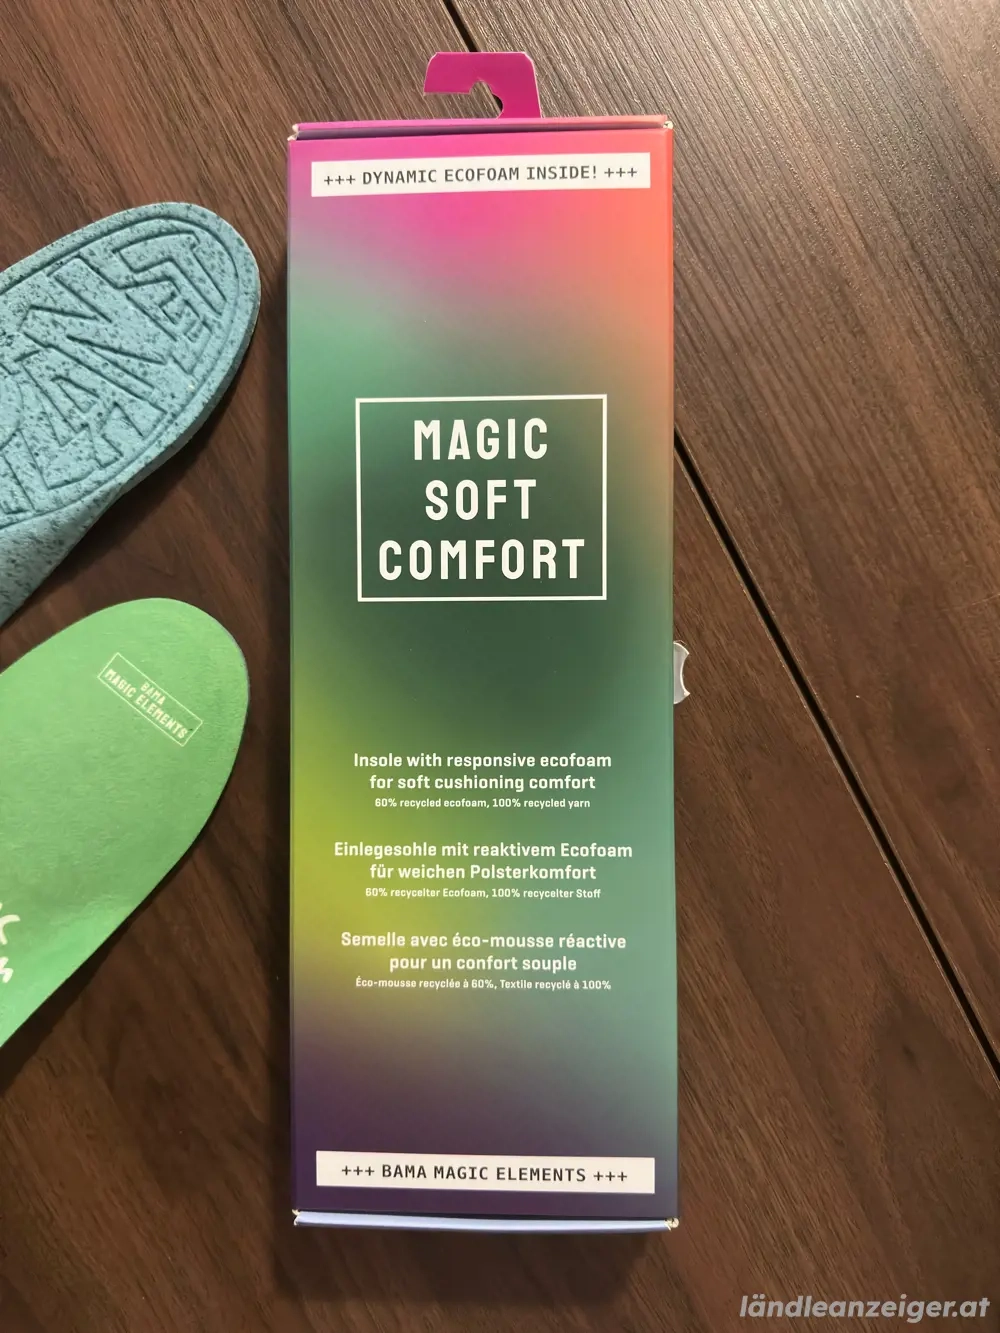 +++ DYNAMIC ECOFOAM INSIDE! +++
MAGIC
SOFT
COMFORT
Insole with responsive ecofoam
for soft cushioning comfort
60% recycled ecofoam, 100% recycled yarn
Einlegesohle mit reaktivem Ecofoam
für weichen Polsterkomfort
60% recycelter Ecofoam, 100% recycelter Stoff
Semelle avec éco-mousse réactive
pour un confort souple
Éco-mousse recyclée à 60%, Textile recyclé à 100%
+++ BAMA MAGIC ELEMENTS +++
BAMA
MAGIC ELEMENTS
ländleanzeiger.at